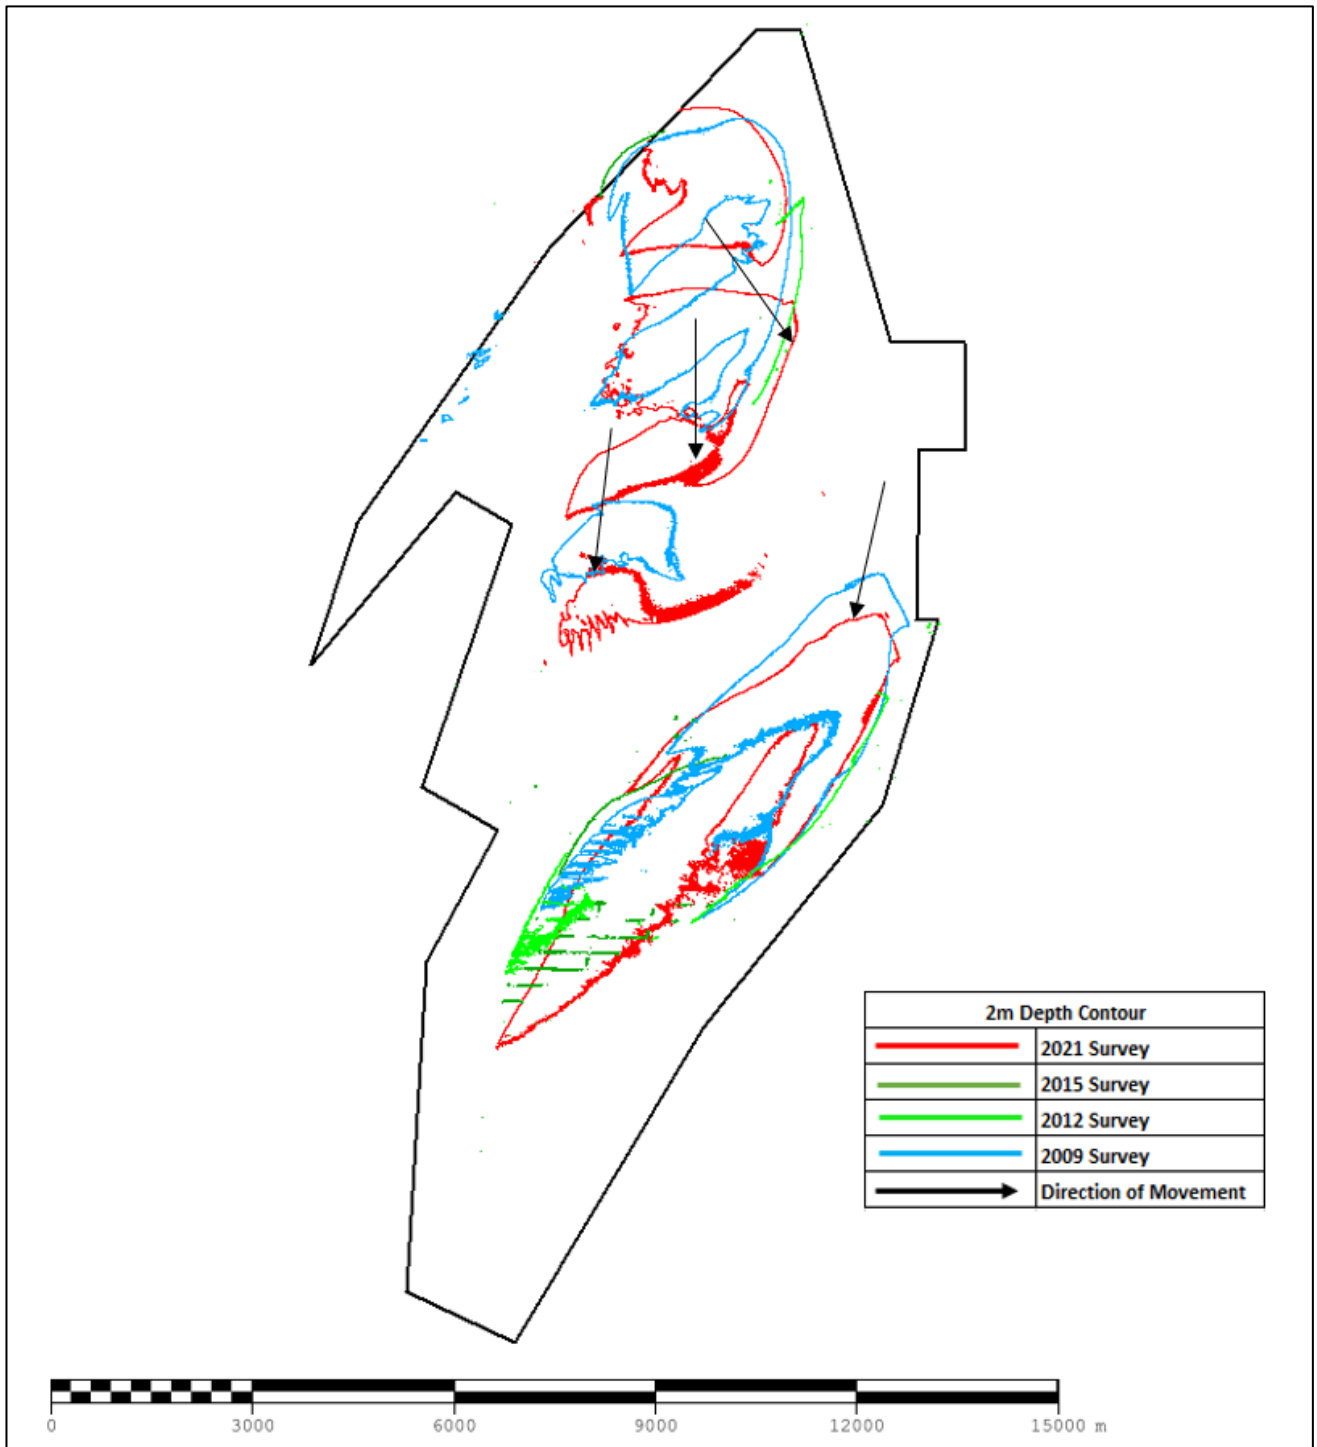 2m Depth Contour
2021 Survey
2015 Survey
2012 Survey
2009 Survey
Direction of Movement
0 3000 6000 9000 12000 15000 m